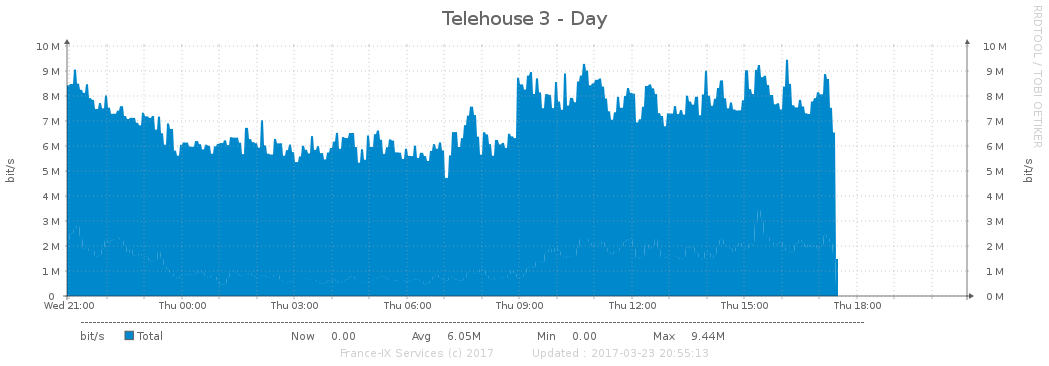 Telehouse 3 - Day
RRDTOOL / TOBI OETIKER
10 M 10 M
9 M 9 M
8 M 8 M
7 M 7 M
6 M 6 M
5 M 5 M
4 M 4 M
3 M 3 M
2 M 2 M
1 M 1 M
0 0 M
bit/s bit/s
Wed 21:00 Thu 00:00 Thu 03:00 Thu 06:00 Thu 09:00 Thu 12:00 Thu 15:00 Thu 18:00
bit/s Total Now 0.00 Avg 6.05M Min 0.00 Max 9.44M
France-IX Services (c) 2017 Updated : 2017-03-23 20:55:13